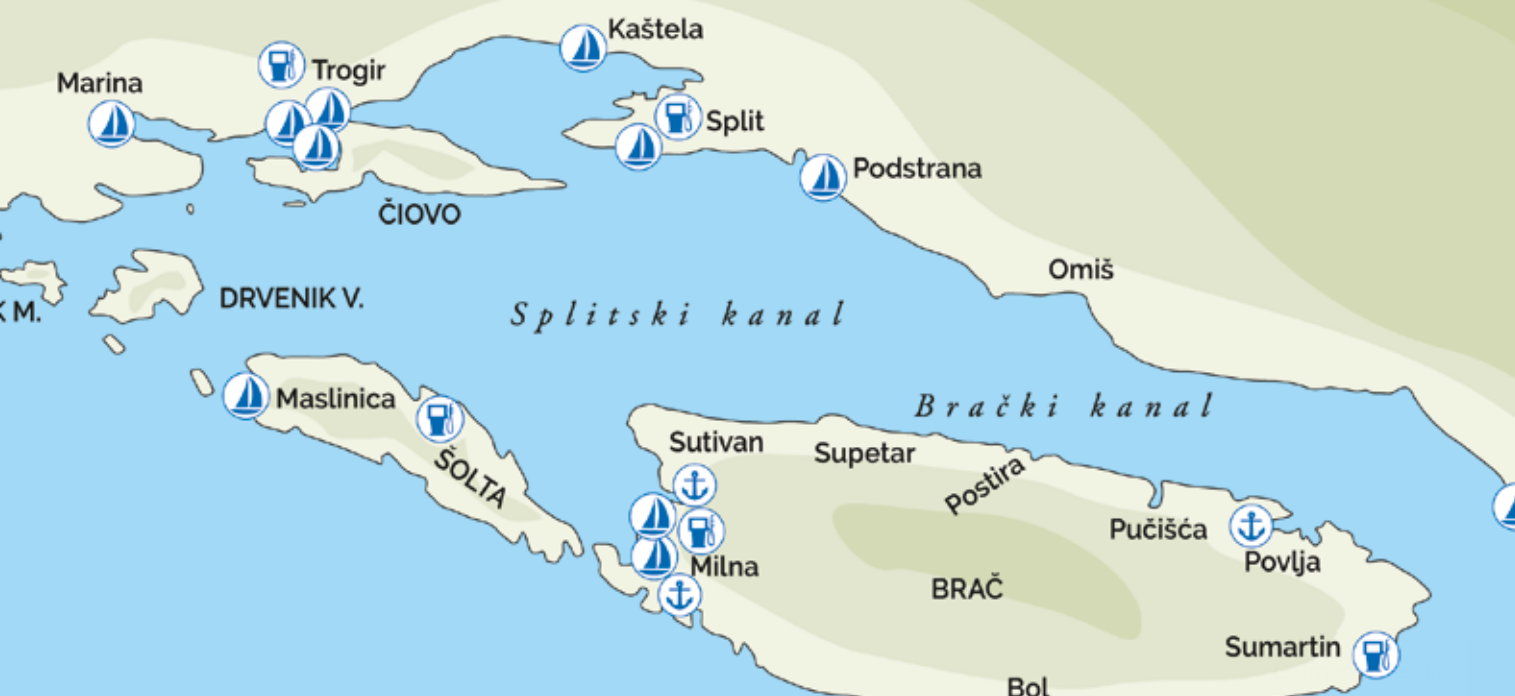 Kaštela
Trogir
Marina
Split
Podstrana
ČIOVO
Omiš
DRVENIK V.
K M.
Splitski kanal
Maslinica
Brački kanal
ŠOLTA
Sutivan
Supetar
Postira
Pučišća
Povlja
Milna
BRAČ
Sumartin
Bol